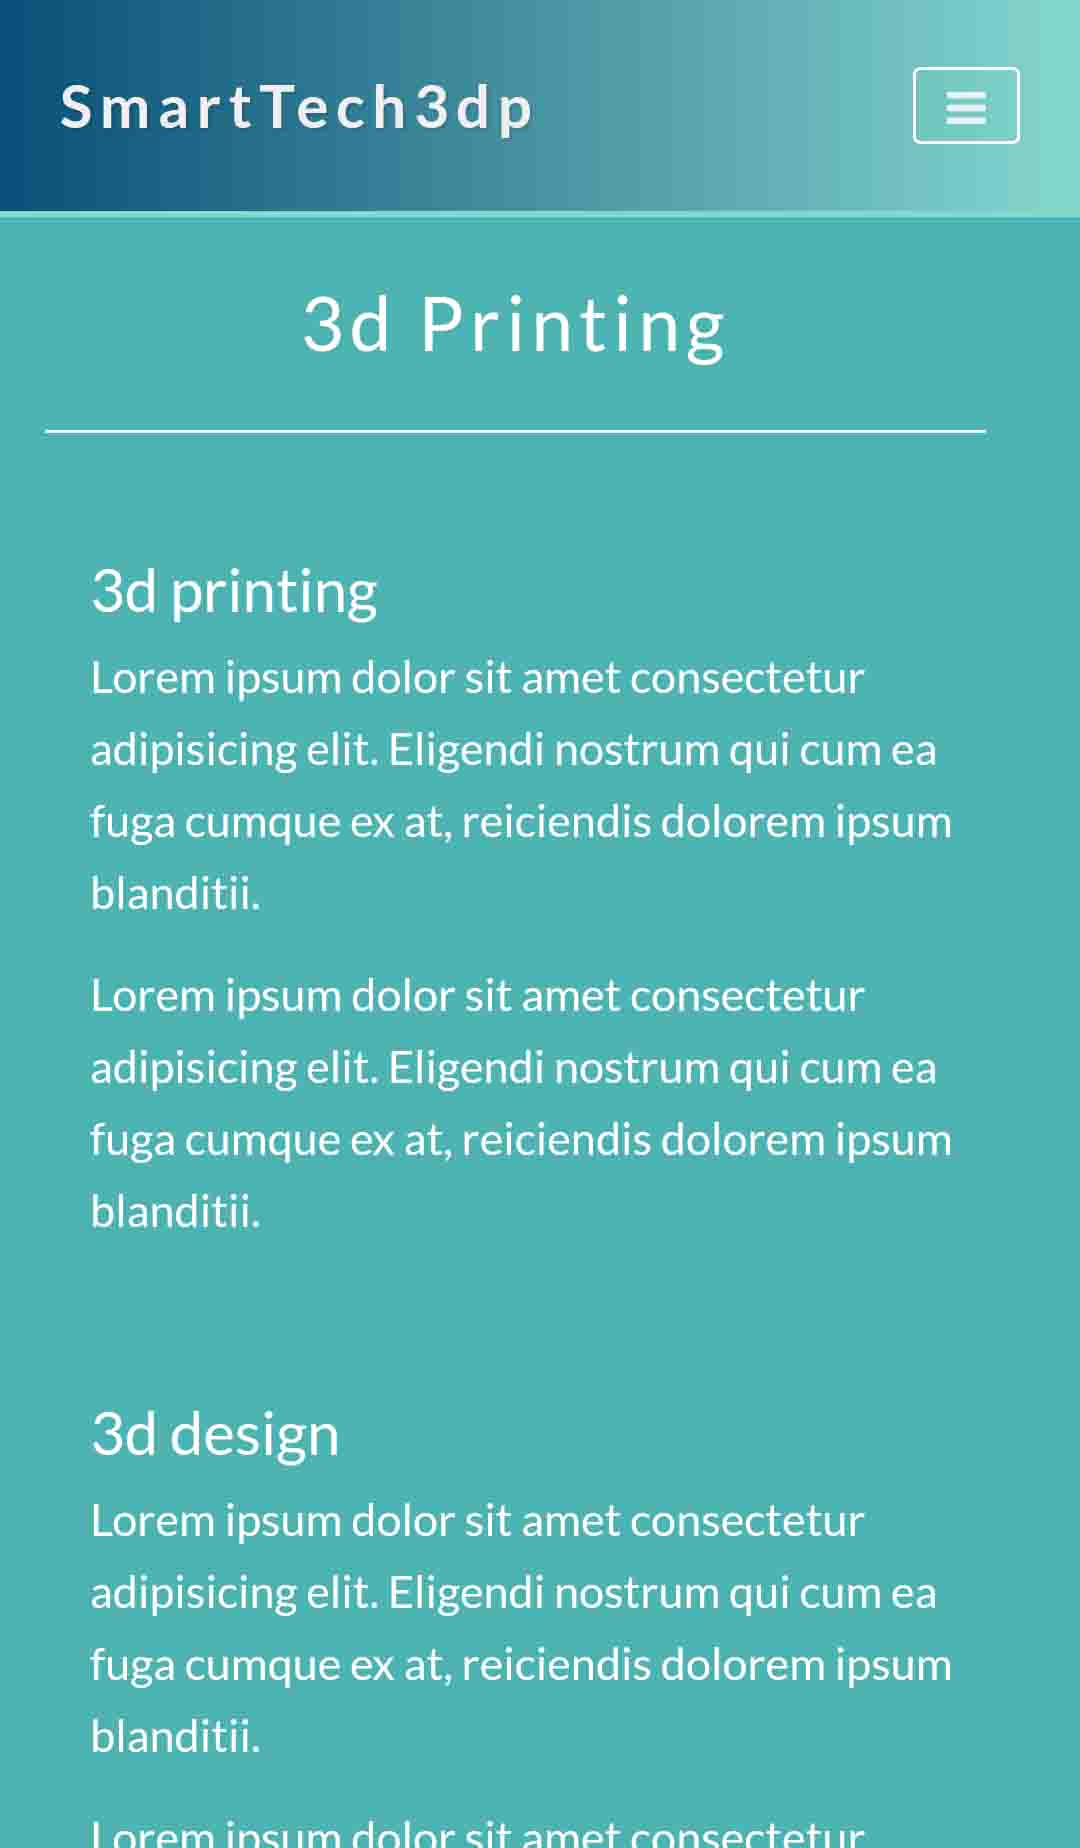 SmartTech3dp
3d Printing
3d printing
Lorem ipsum dolor sit amet consectetur
adipisicing elit. Eligendi nostrum qui cum ea
fuga cumque ex at, reiciendis dolorem ipsum
blanditii.
Lorem ipsum dolor sit amet consectetur
adipisicing elit. Eligendi nostrum qui cum ea
fuga cumque ex at, reiciendis dolorem ipsum
blanditii.
3d design
Lorem ipsum dolor sit amet consectetur
adipisicing elit. Eligendi nostrum qui cum ea
fuga cumque ex at, reiciendis dolorem ipsum
blanditii.
Lorem ipsum dolor sit amet consectetur